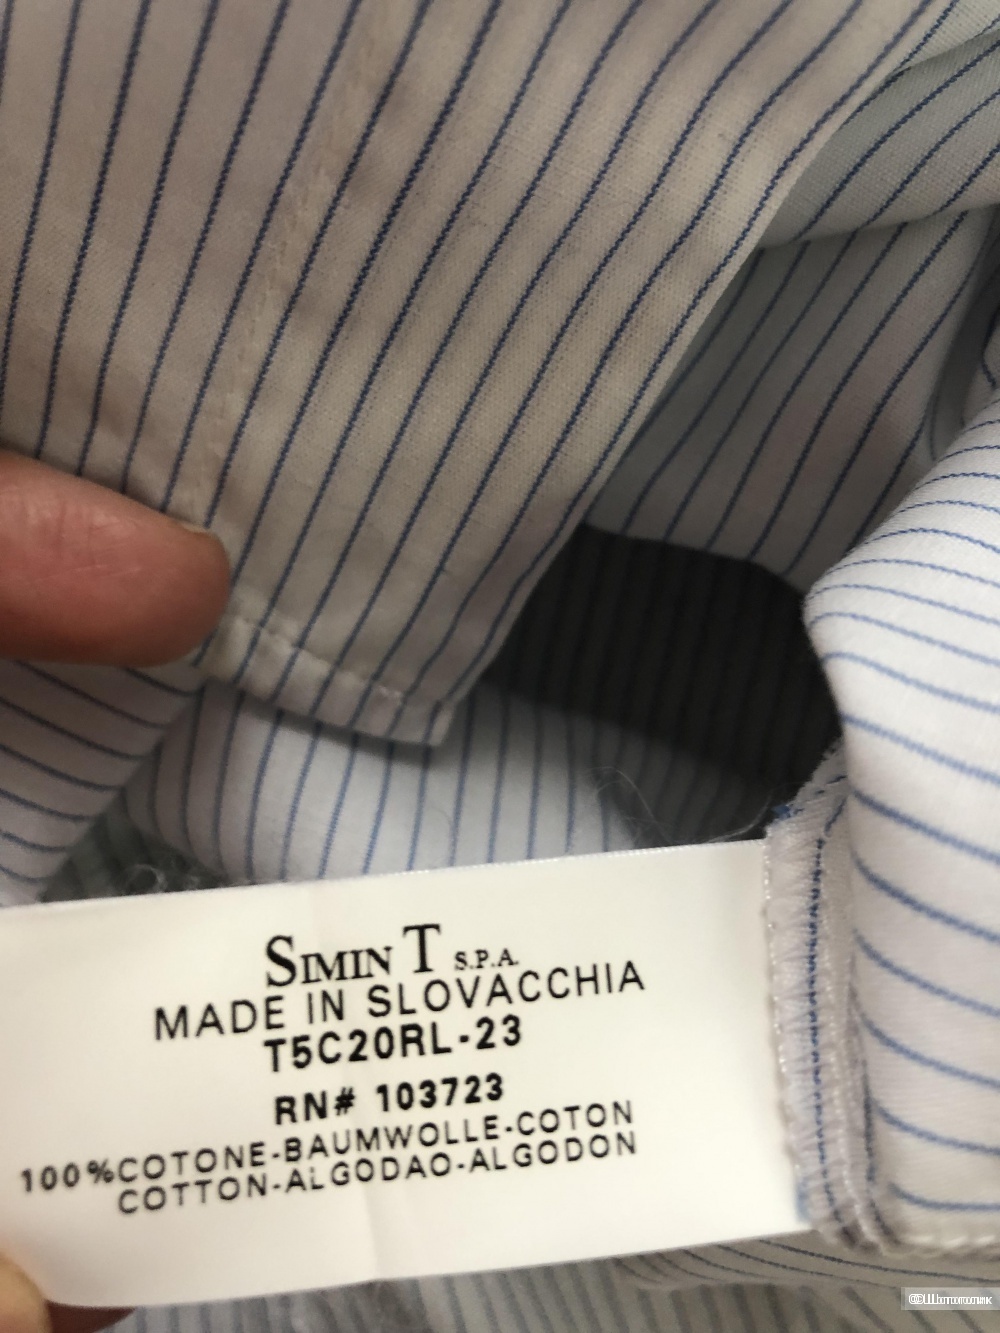 SIMIN T S.P.A.
MADE IN SLOVACCHIA
T5C20RL-23
RN# 103723
100%COTONE-BAUMWOLLE-COTON
COTTON-ALGODAO-ALGODON